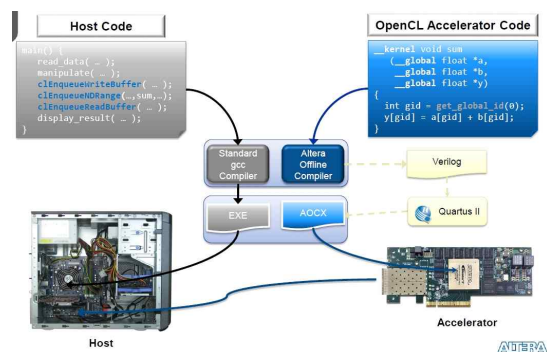 Host Code
main() {
read_data( … );
manipulate( … );
clEnqueueWriteBuffer( … );
clEnqueueNDRange(…,sum,…);
clEnqueueReadBuffer( … );
display_result( … );
}
OpenCL Accelerator Code
__kernel void sum
(__global float *a,
__global float *b,
__global float *y)
{
int gid = get_global_id(0);
y[gid] = a[gid] + b[gid];
}
Standard
gcc
Compiler
Altera
Offline
Compiler
Verilog
EXE
AOCX
Quartus II
Host
Accelerator
ALTERA